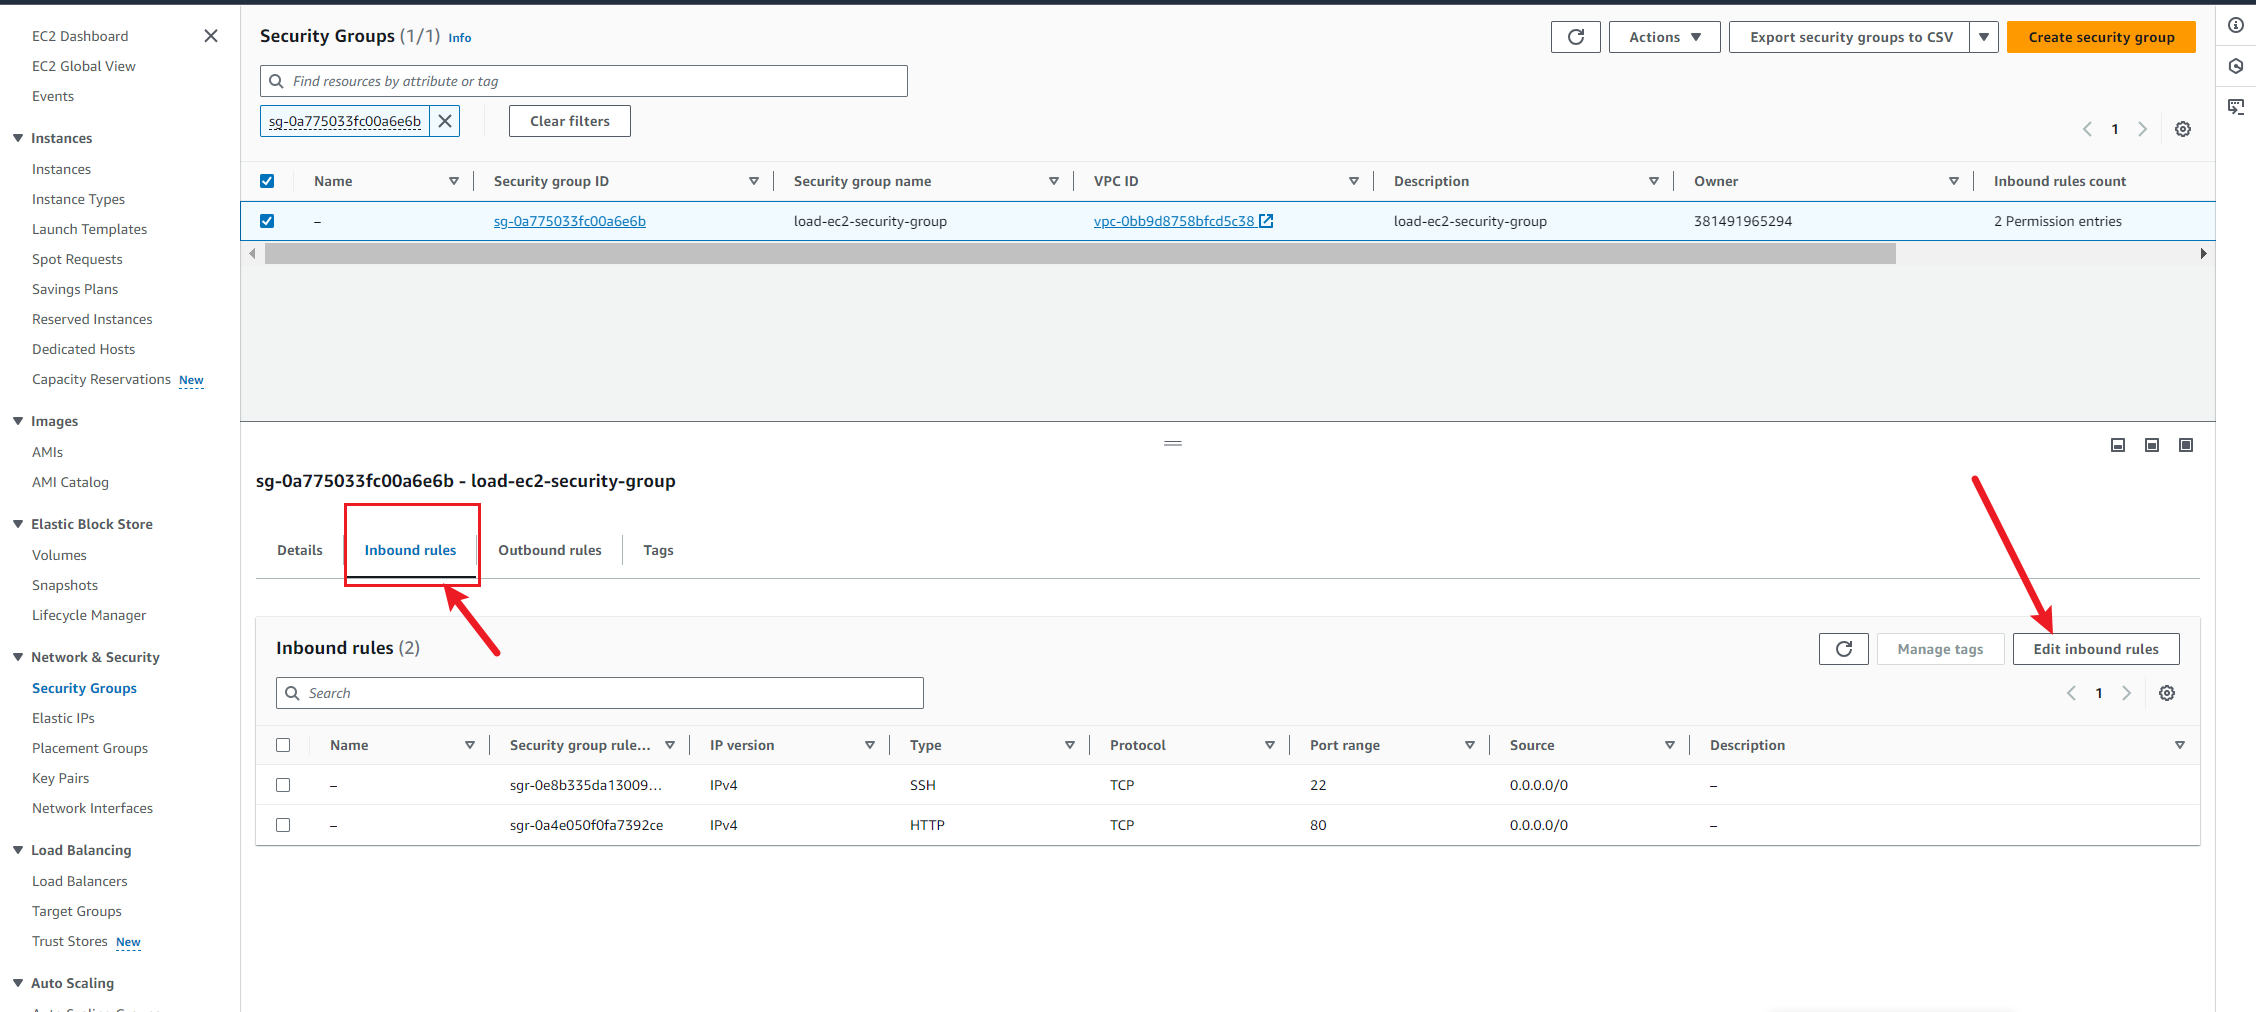 EC2 Dashboard
EC2 Global View
Events
Instances
Instances
Instance Types
Launch Templates
Spot Requests
Savings Plans
Reserved Instances
Dedicated Hosts
Capacity Reservations New
Images
AMIs
AMI Catalog
Elastic Block Store
Volumes
Snapshots
Lifecycle Manager
Network & Security
Security Groups
Elastic IPs
Placement Groups
Key Pairs
Network Interfaces
Load Balancing
Load Balancers
Target Groups
Trust Stores New
Auto Scaling
Security Groups (1/1) Info
Actions
Export security groups to CSV
Create security group
Find resources by attribute or tag
sg-0a775033fc00a6e6b
Clear filters
1
Name Security group ID Security group name VPC ID Description Owner Inbound rules count
– sg-0a775033fc00a6e6b load-ec2-security-group vpc-0bb9d8758bfcd5c38 load-ec2-security-group 381491965294 2 Permission entries
sg-0a775033fc00a6e6b - load-ec2-security-group
Details Inbound rules Outbound rules Tags
Inbound rules (2)
Manage tags
Edit inbound rules
Search
1
Name Security group rule... IP version Type Protocol Port range Source Description
– sgr-0e8b335da13009... IPv4 SSH TCP 22 0.0.0.0/0 –
– sgr-0a4e050f0fa7392ce IPv4 HTTP TCP 80 0.0.0.0/0 –